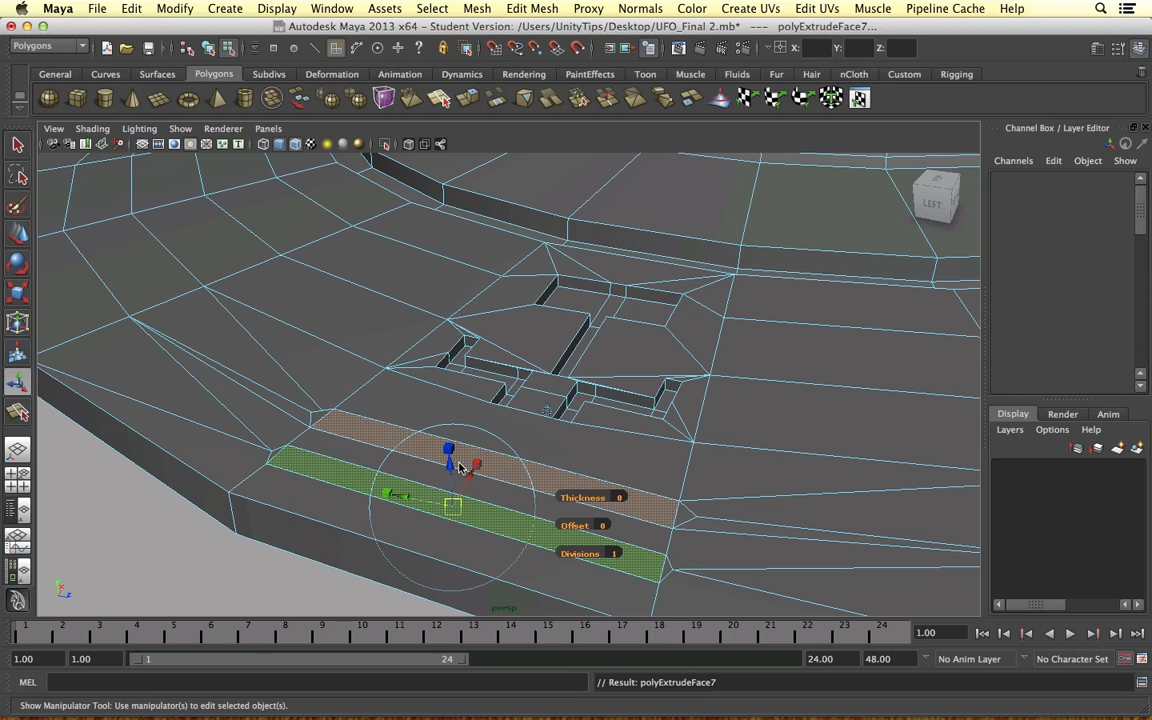 Maya File Edit Modify Create Display Window Assets Select Mesh Edit Mesh Proxy Normals Color Create UVs Edit UVs Muscle Pipeline Cache Help
Autodesk Maya 2013 x64 - Student Version: /Users/UnityTips/Desktop/UFO_Final 2.mb* --- polyExtrudeFace7...
Polygons X: Y: Z:
General Curves Surfaces Polygons Subdivs Deformation Animation Dynamics Rendering PaintEffects Toon Muscle Fluids Fur Hair nCloth Custom Rigging
View Shading Lighting Show Renderer Panels
Channel Box / Layer Editor
Channels Edit Object Show
LEFT
Thickness 0
Offset 0
Divisions 1
persp
Display Render Anim
Layers Options Help
1 2 3 4 5 6 7 8 9 10 11 12 13 14 15 16 17 18 19 20 21 22 23 24 1.00
1.00 1.00 1 24 24.00 48.00 No Anim Layer No Character Set
MEL // Result: polyExtrudeFace7
Show Manipulator Tool: Use manipulator(s) to edit selected object(s).